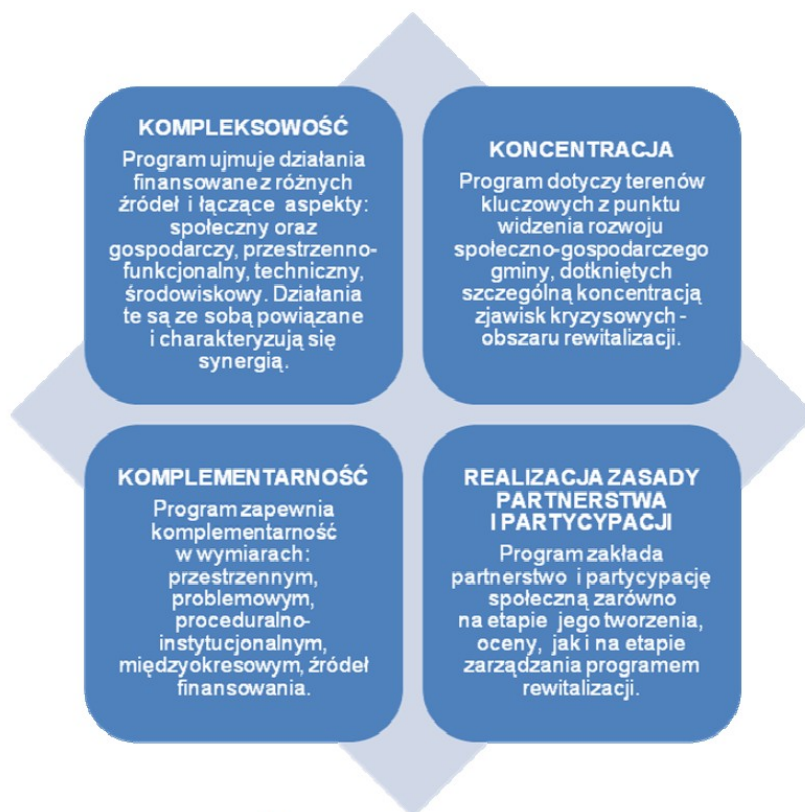 KOMPLEKSOWOŚĆ
Program ujmuje działania
finansowane z różnych
źródeł i łączące aspekty:
społeczny oraz
gospodarczy, przestrzenno-
funkcjonalny, techniczny,
środowiskowy. Działania
te są ze sobą powiązane
i charakteryzują się
synergią.
KONCENTRACJA
Program dotyczy terenów
kluczowych z punktu
widzenia rozwoju
społeczno-gospodarczego
gminy, dotkniętych
szczególną koncentracją
zjawisk kryzysowych -
obszaru rewitalizacji.
KOMPLEMENTARNOŚĆ
Program zapewnia
komplementarność
w wymiarach:
przestrzennym,
problemowym,
proceduralno-
instytucjonalnym,
międzyokresowym, źródeł
finansowania.
REALIZACJA ZASADY
PARTNERSTWA
I PARTYCYPACJI
Program zakłada
partnerstwo i partycypację
społeczną zarówno
na etapie jego tworzenia,
oceny, jak i na etapie
zarządzania programem
rewitalizacji.